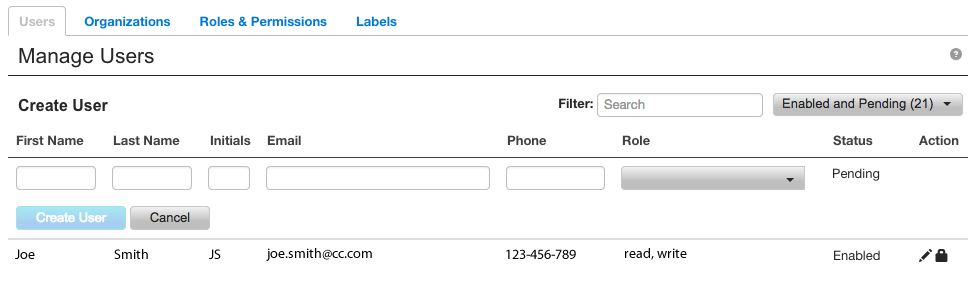 Users Organizations Roles & Permissions Labels
Manage Users ?
Create User Filter: Search Enabled and Pending (21)
First Name Last Name Initials Email Phone Role Status Action
Pending
Create User Cancel
Joe Smith JS joe.smith@cc.com 123-456-789 read, write Enabled